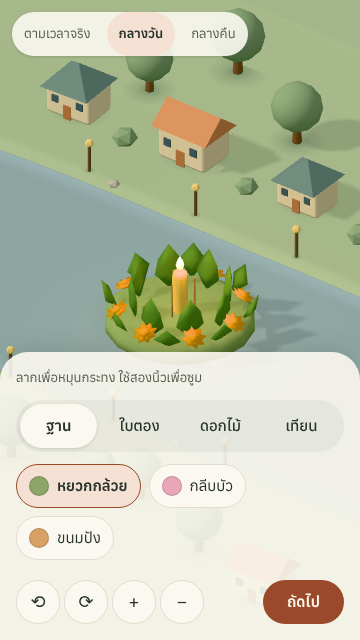 ตามเวลาจริง กลางวัน กลางคืน
ลากเพื่อหมุนกระทง ใช้สองนิ้วเพื่อซูม
ฐาน ใบตอง ดอกไม้ เทียน
หยวกกล้วย กลีบบัว
ขนมปัง
⟲ ⟳ + − ถัดไป